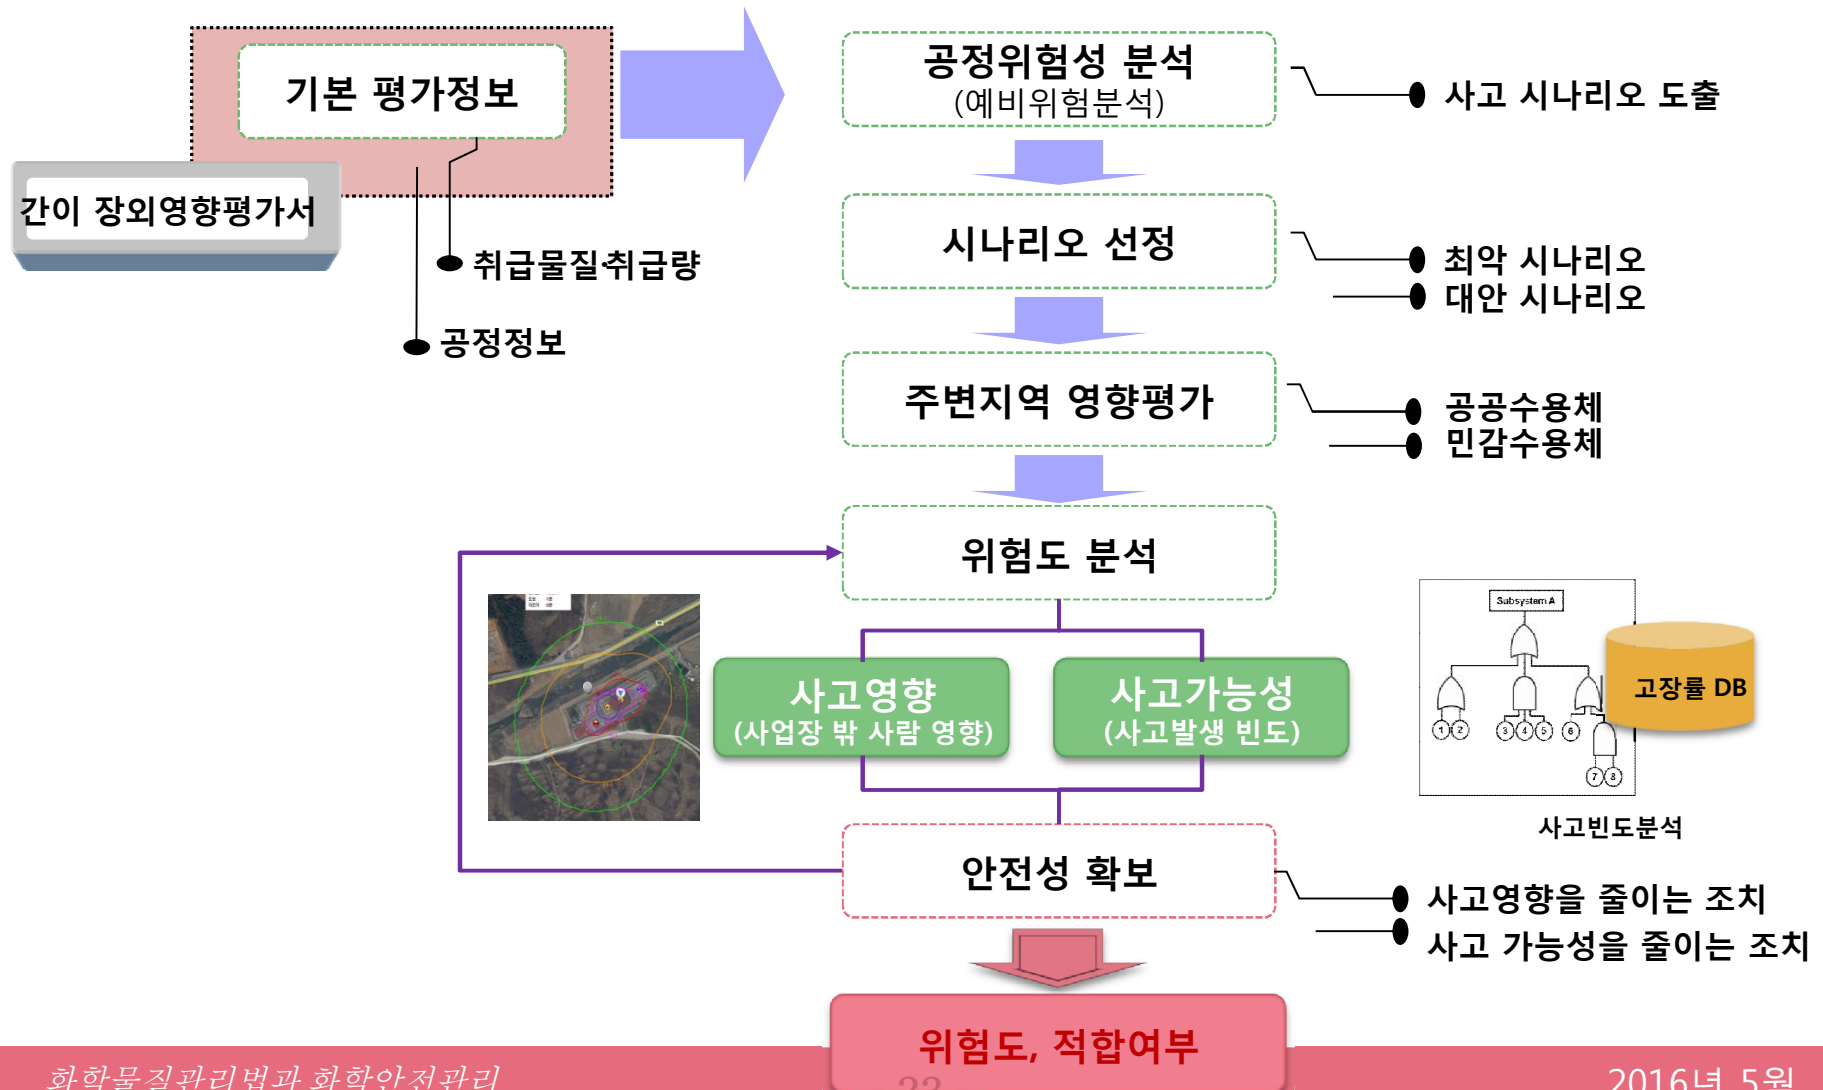 기본 평가정보
간이 장외영향평가서
취급물질·취급량
공정정보
공정위험성 분석
(예비위험분석)
사고 시나리오 도출
시나리오 선정
최악 시나리오
대안 시나리오
주변지역 영향평가
공공수용체
민감수용체
위험도 분석
사고영향
(사업장 밖 사람 영향)
사고가능성
(사고발생 빈도)
Subsystem A
1 2 3 4 5 6
7 8
고장률 DB
사고빈도분석
안전성 확보
사고영향을 줄이는 조치
사고 가능성을 줄이는 조치
위험도, 적합여부
화학물질관리법과 화학안전관리
2016년 5월